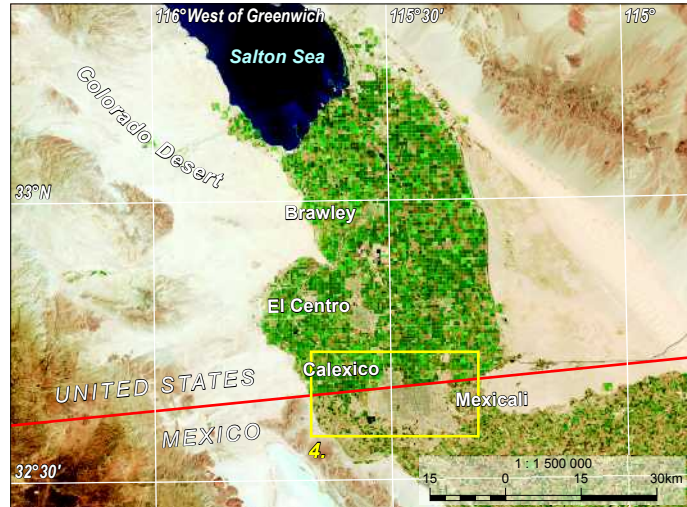 116° West of Greenwich
115°30'
115°
Salton Sea
Colorado Desert
33°N
Brawley
El Centro
Calexico
UNITED STATES
Mexicali
MEXICO
4.
32°30'
1 : 1 500 000
15 0 15 30km